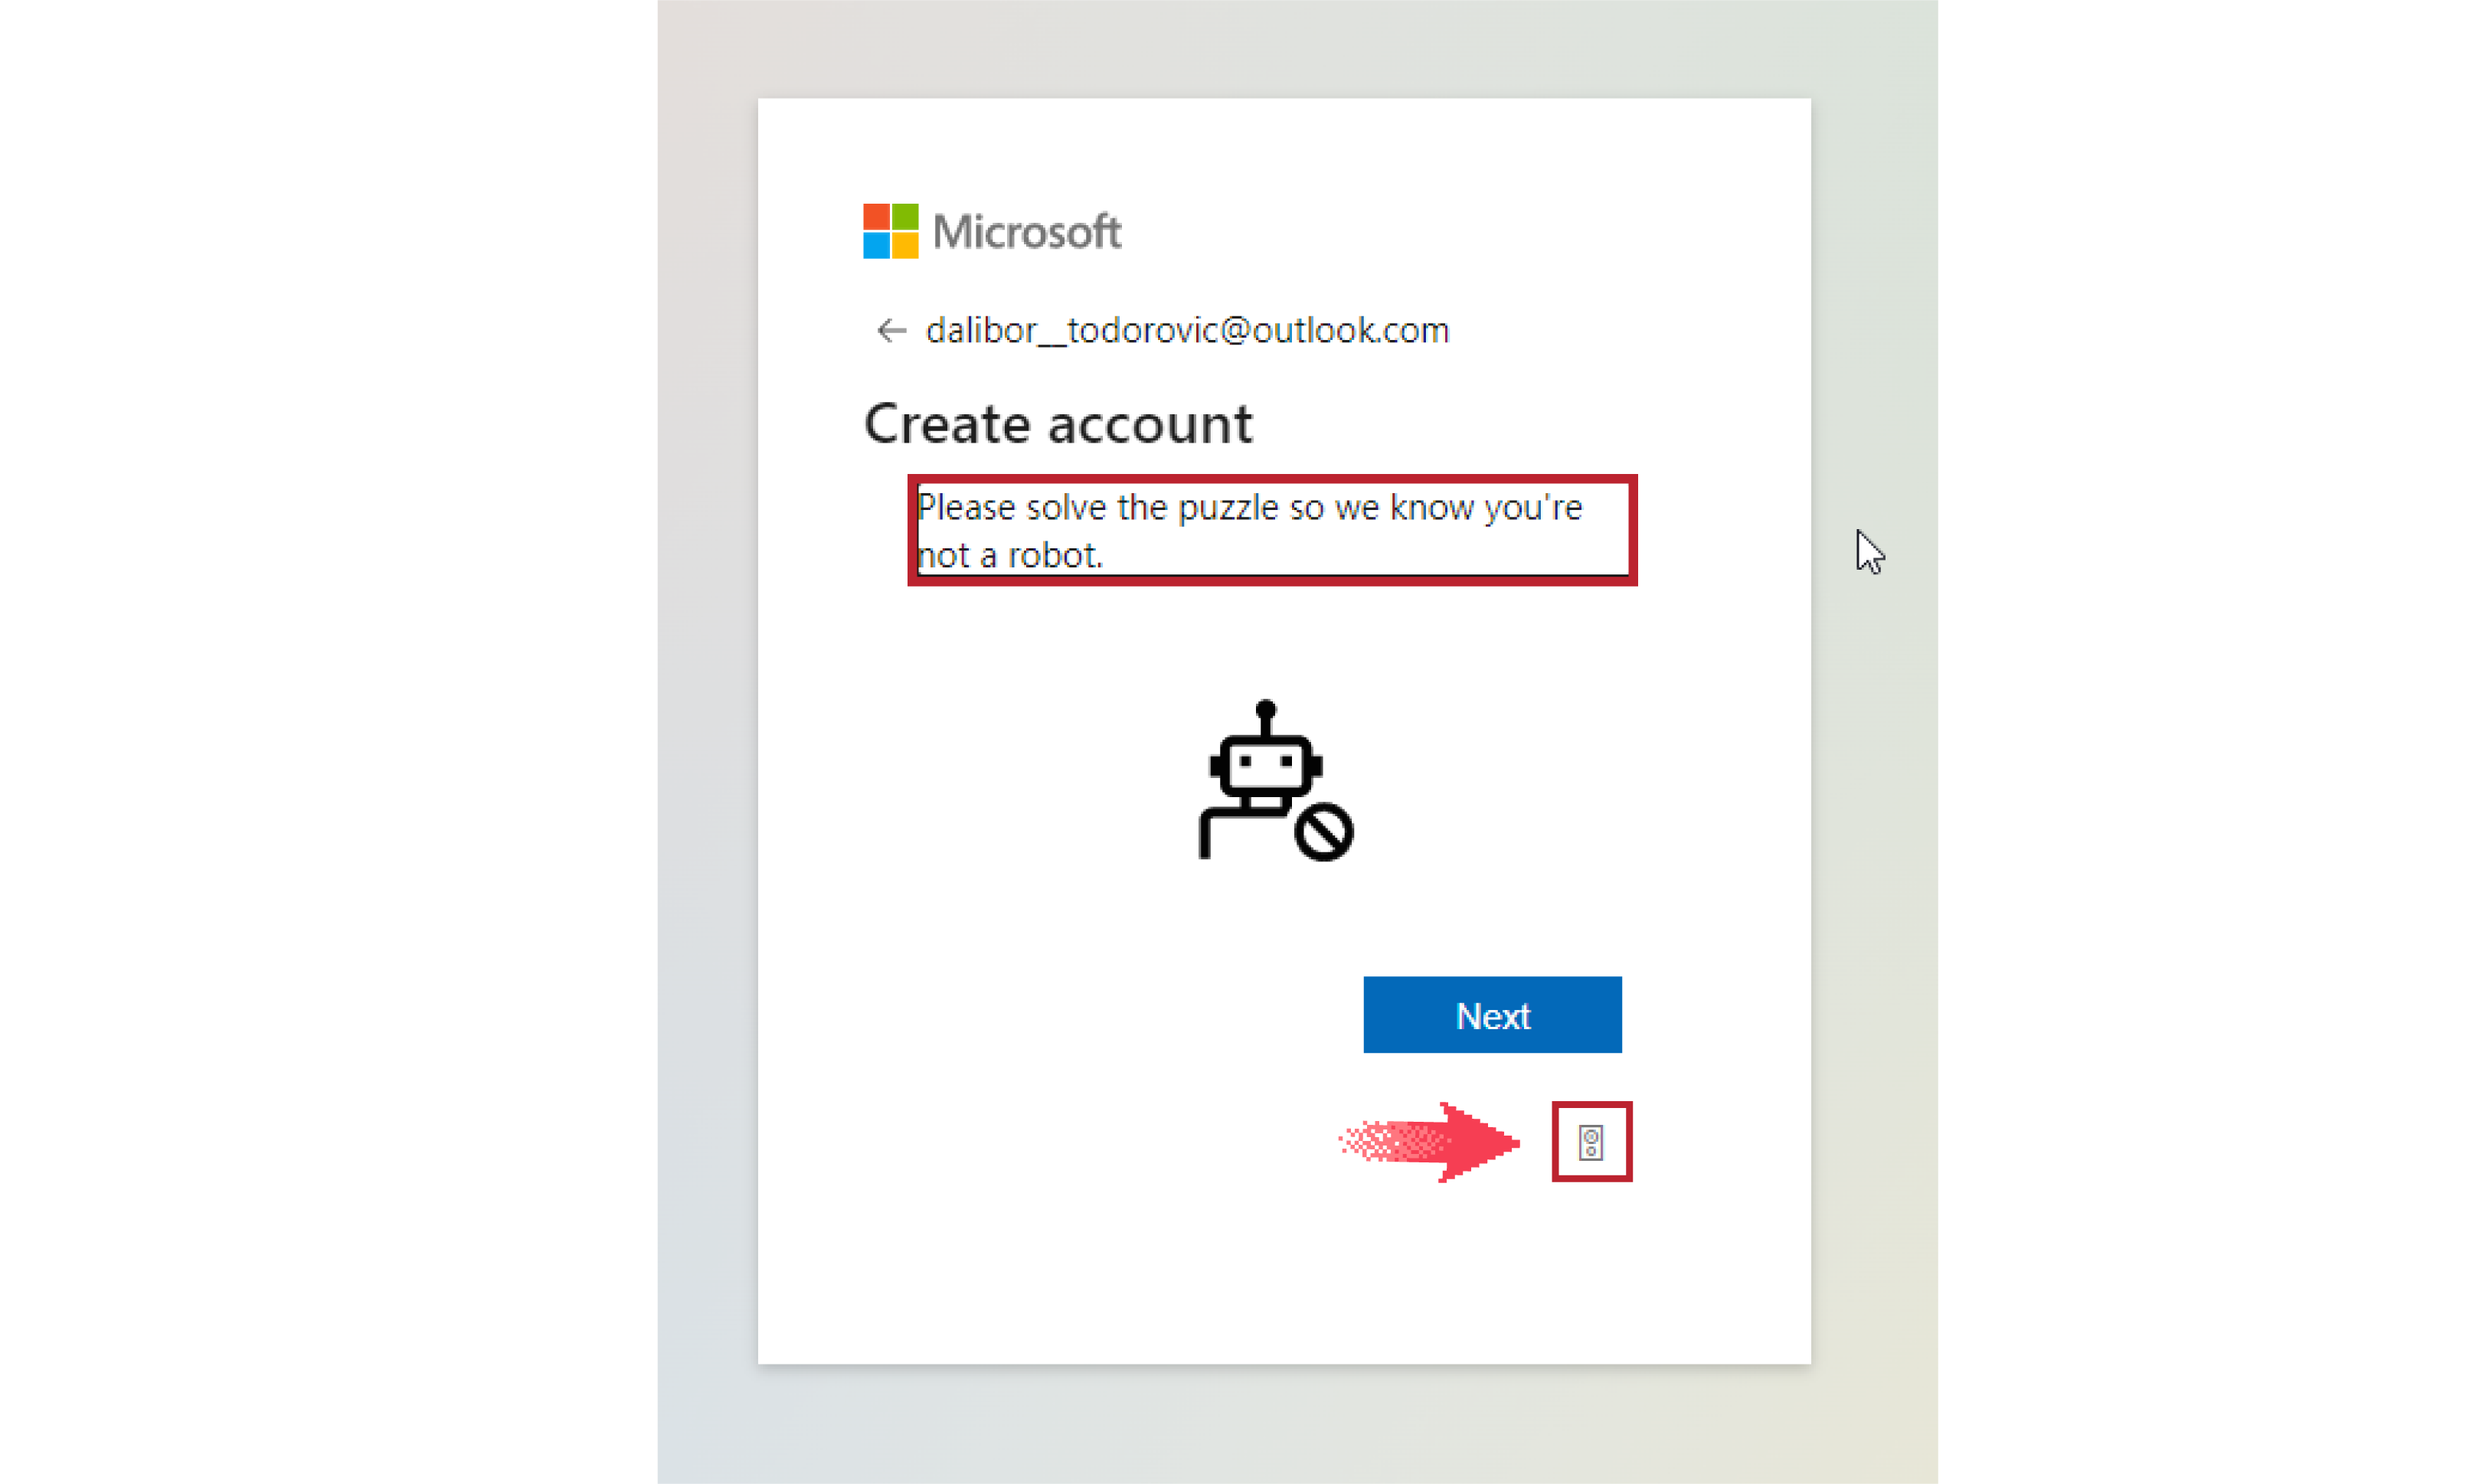 Microsoft
dalibor__todorovic@outlook.com
Create account
Please solve the puzzle so we know you're
not a robot.
Next